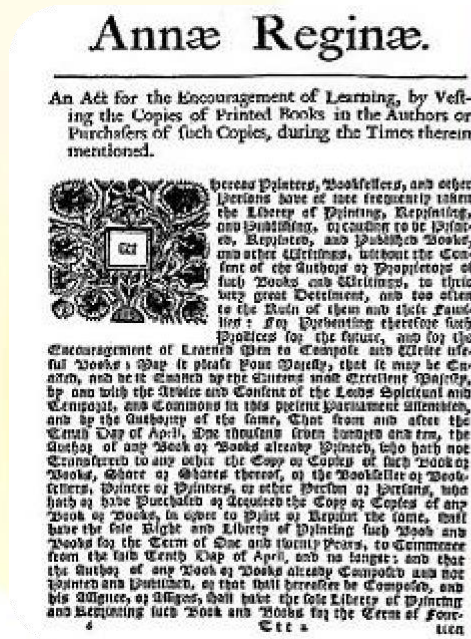 Annæ Reginæ.
An Act for the Encouragement of Learning, by Vest-
ing the Copies of Printed Books in the Authors or
Purchasers of such Copies, during the Times therein
mentioned.
Whereas Printers, Booksellers, and other
Persons have of late frequently taken
the Liberty of Printing, Reprinting,
and Publishing, or causing to be Print-
ed, Reprinted, and Published Books,
and other Writings, without the Con-
sent of the Authors or Proprietors of
such Books and Writings, to their
very great Detriment, and too often
to the Ruin of them and their Fami-
lies: For Preventing therefore such
Practices for the future, and for the
Encouragement of Learned Men to Compose and Write use-
ful Books; May it please Your Majesty, that it may be En-
acted, and be it Enacted by the Queens most Excellent Majesty,
by and with the Advice and Consent of the Lords Spiritual and
Temporal, and Commons in this present Parliament Assembled,
and by the Authority of the same, That from and after the
Tenth Day of April, One thousand seven hundred and ten, the
Author of any Book or Books already Printed, who hath not
Transferred to any other the Copy or Copies of such Book or
Books, Share or Shares thereof, or the Bookseller or Book-
sellers, Printer or Printers, or other Person or Persons, who
hath or have Purchased or Acquired the Copy or Copies of any
Book or Books, in order to Print or Reprint the same, shall
have the sole Right and Liberty of Printing such Book and
Books for the Term of One and twenty Years, to Commence
from the said Tenth Day of April, and no longer; and that
the Author of any Book or Books already Composed and not
Printed and Published, or that shall hereafter be Composed, and
his Assignee, or Assigns, shall have the sole Liberty of Printing
and Reprinting such Book and Books for the Term of Four-
Ttt 2 teen